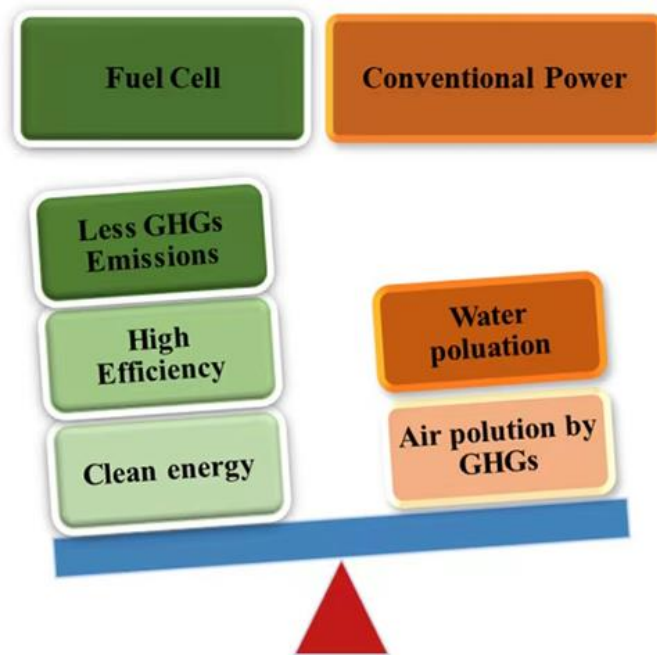 Fuel Cell
Conventional Power
Less GHGs
Emissions
High
Efficiency
Clean energy
Water
poluation
Air polution by
GHGs